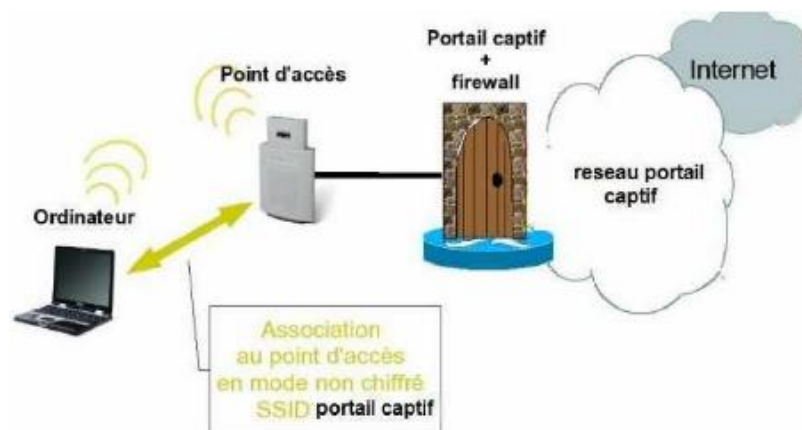 Portail captif
+
firewall
Internet
Point d'accès
reseau portail
captif
Ordinateur
Association
au point d'accès
en mode non chiffré
SSID portail captif